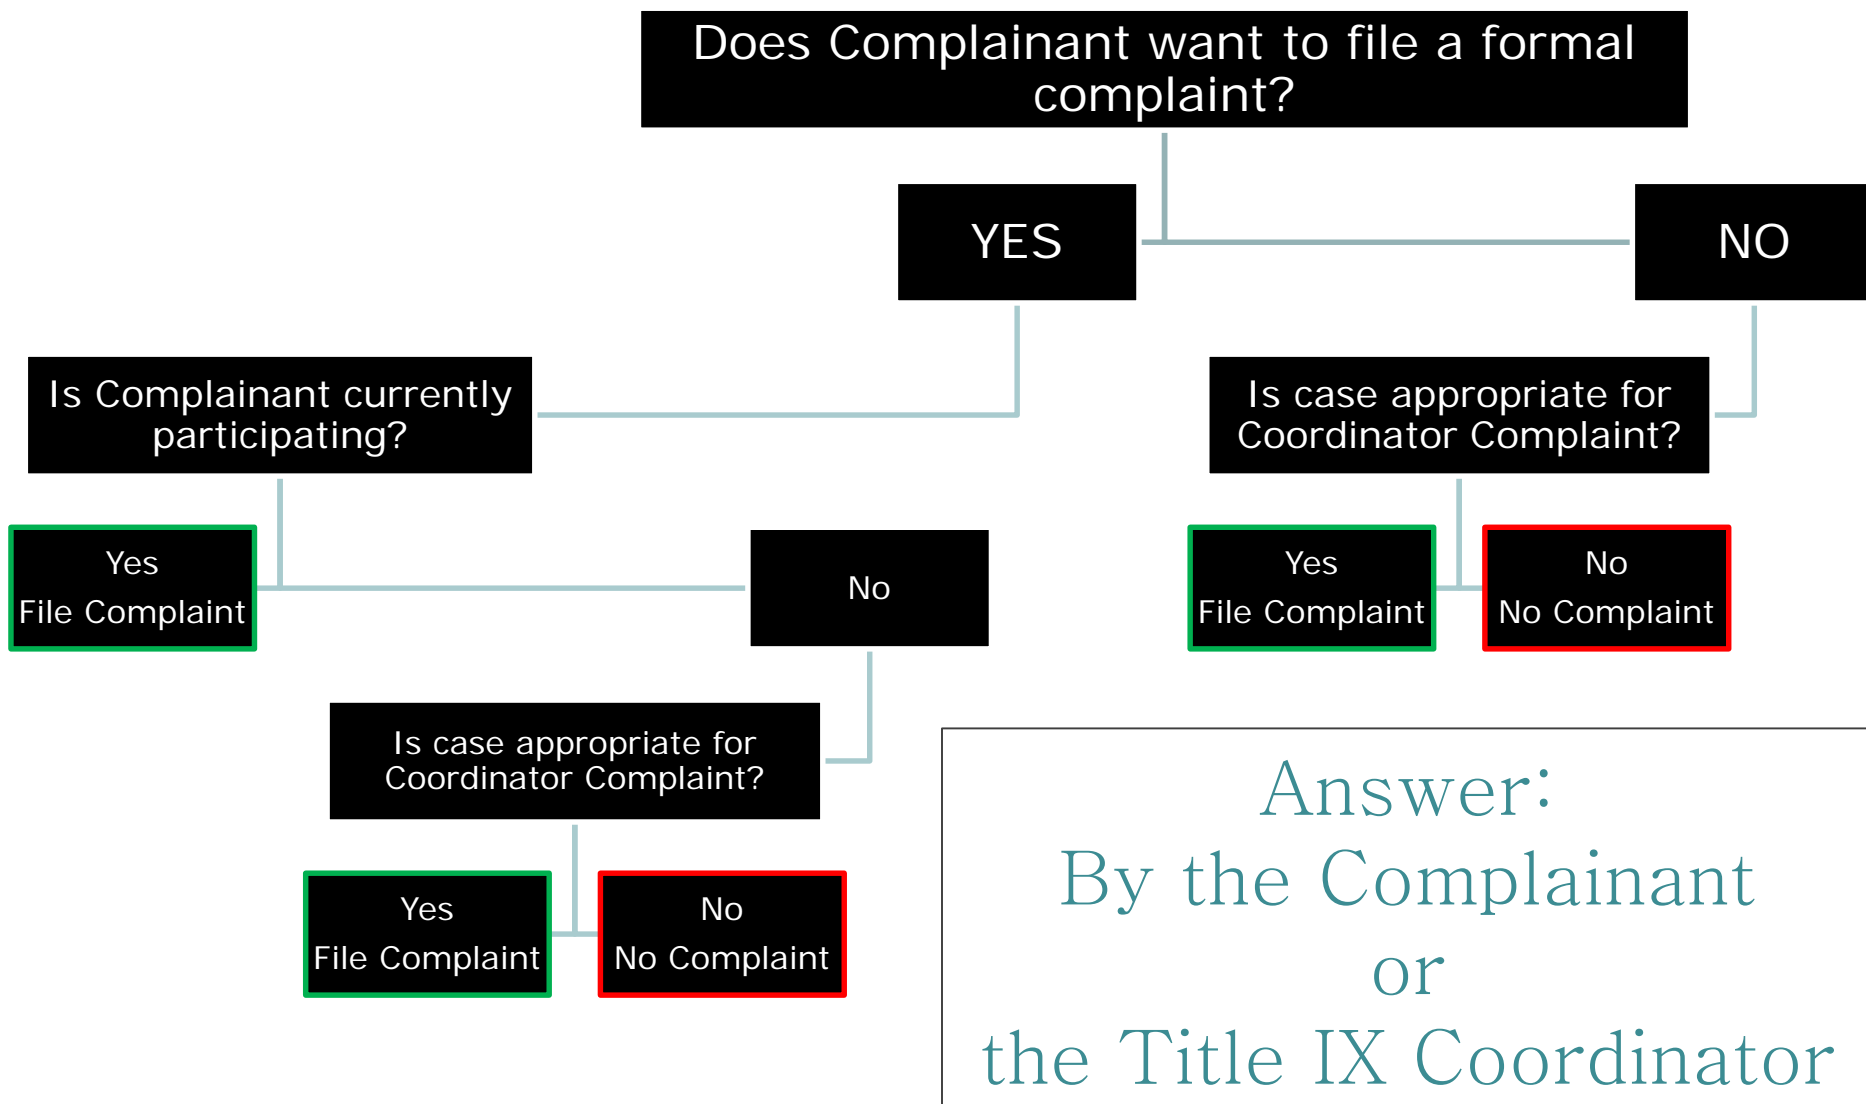 Does Complainant want to file a formal
complaint?
YES
NO
Is Complainant currently
participating?
Is case appropriate for
Coordinator Complaint?
Yes
File Complaint
No
Yes
File Complaint
No
No Complaint
Is case appropriate for
Coordinator Complaint?
Yes
File Complaint
No
No Complaint
Answer:
By the Complainant
or
the Title IX Coordinator